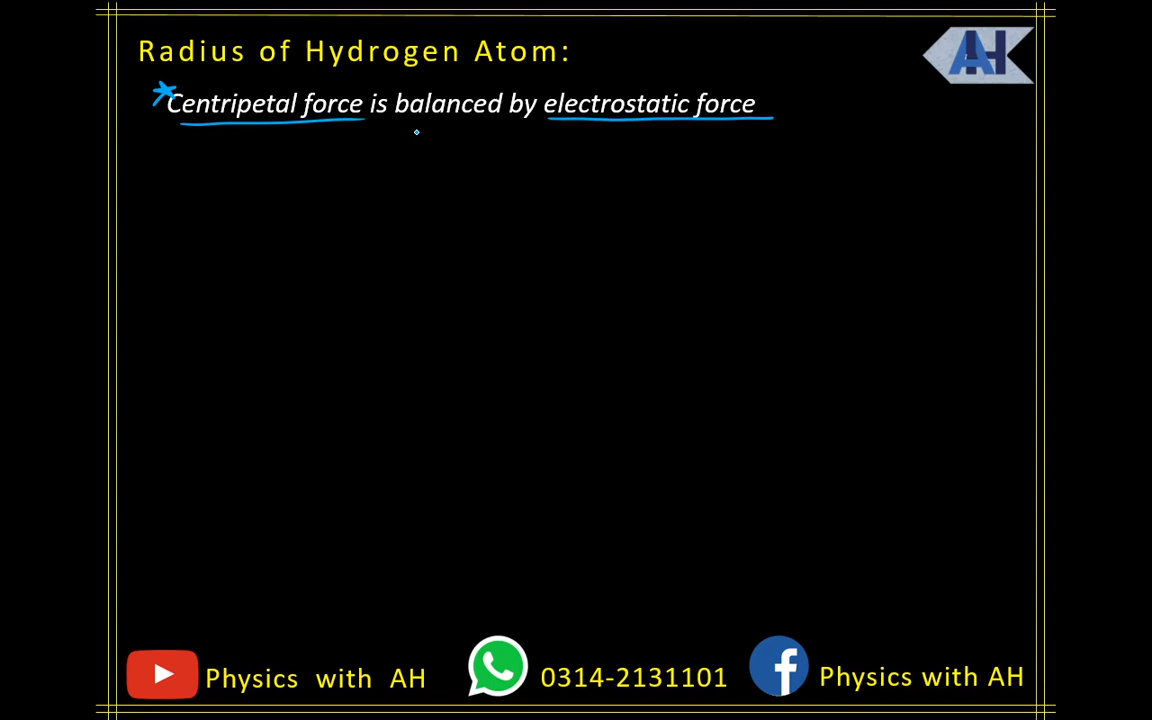 Radius of Hydrogen Atom:
AH
Centripetal force is balanced by electrostatic force
Physics with AH
0314-2131101
Physics with AH